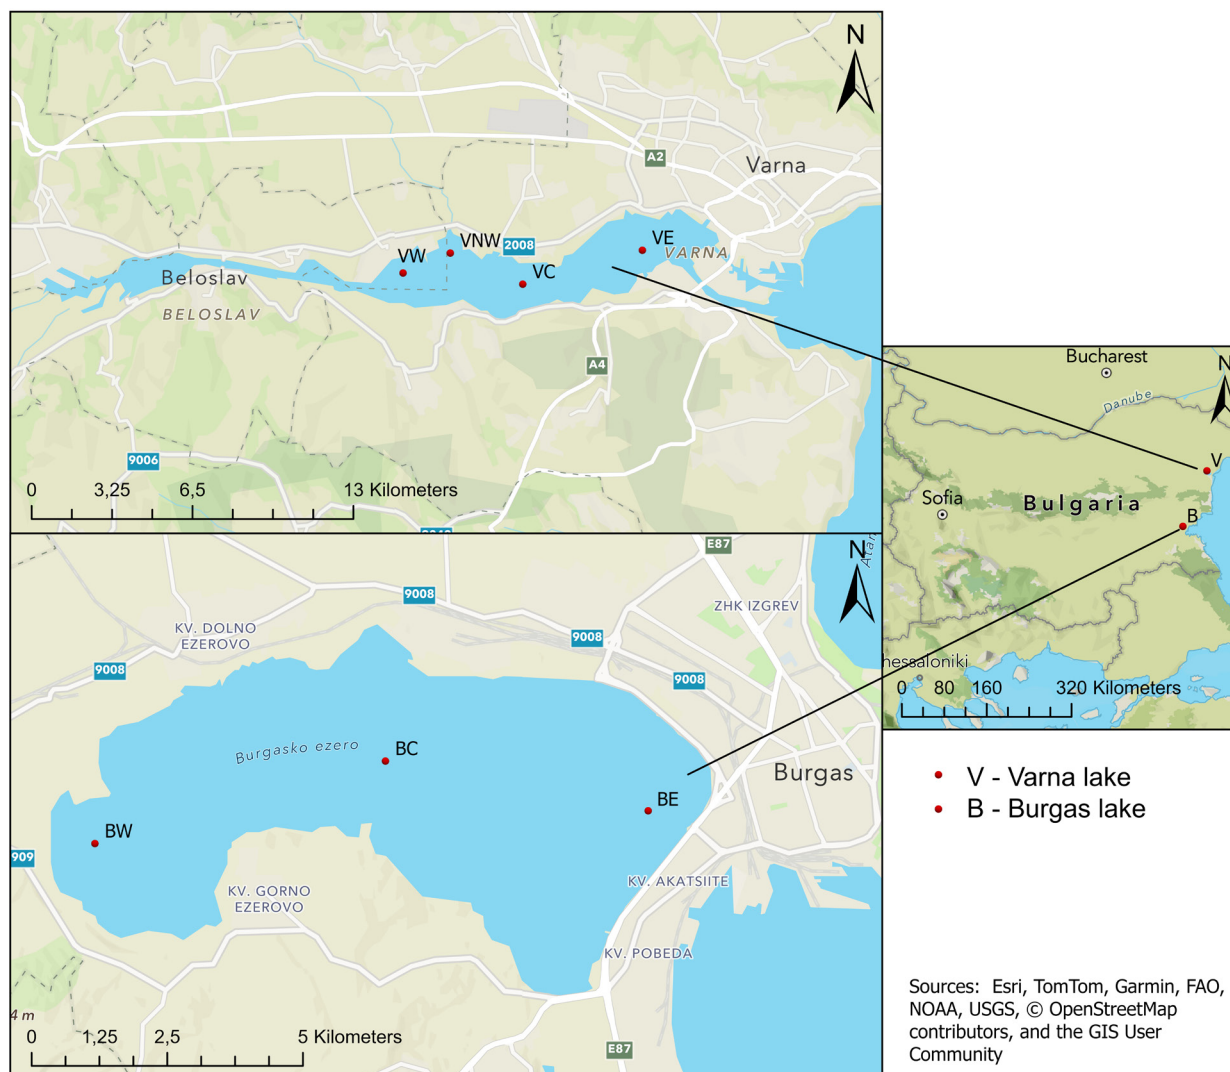 N
A2
Varna
VNW
2008
VE
VARNA
VW
VC
Beloslav
BELOSLAV
A4
9006
0 3,25 6,5 13 Kilometers
E87
N
9008
ZHK IZGREV
KV. DOLNO
EZEROVO
9008
9008
9008
Burgasko ezero
BC
Burgas
BE
BW
909
KV. AKATSIITE
KV. GORNO
EZEROVO
KV. POBEDA
4 m
0 1,25 2,5 5 Kilometers
E87
Bucharest
N
Danube
V
Sofia
Bulgaria
B
hessaloniki
0 80 160 320 Kilometers
V - Varna lake
B - Burgas lake
Sources: Esri, TomTom, Garmin, FAO,
NOAA, USGS, © OpenStreetMap
contributors, and the GIS User
Community